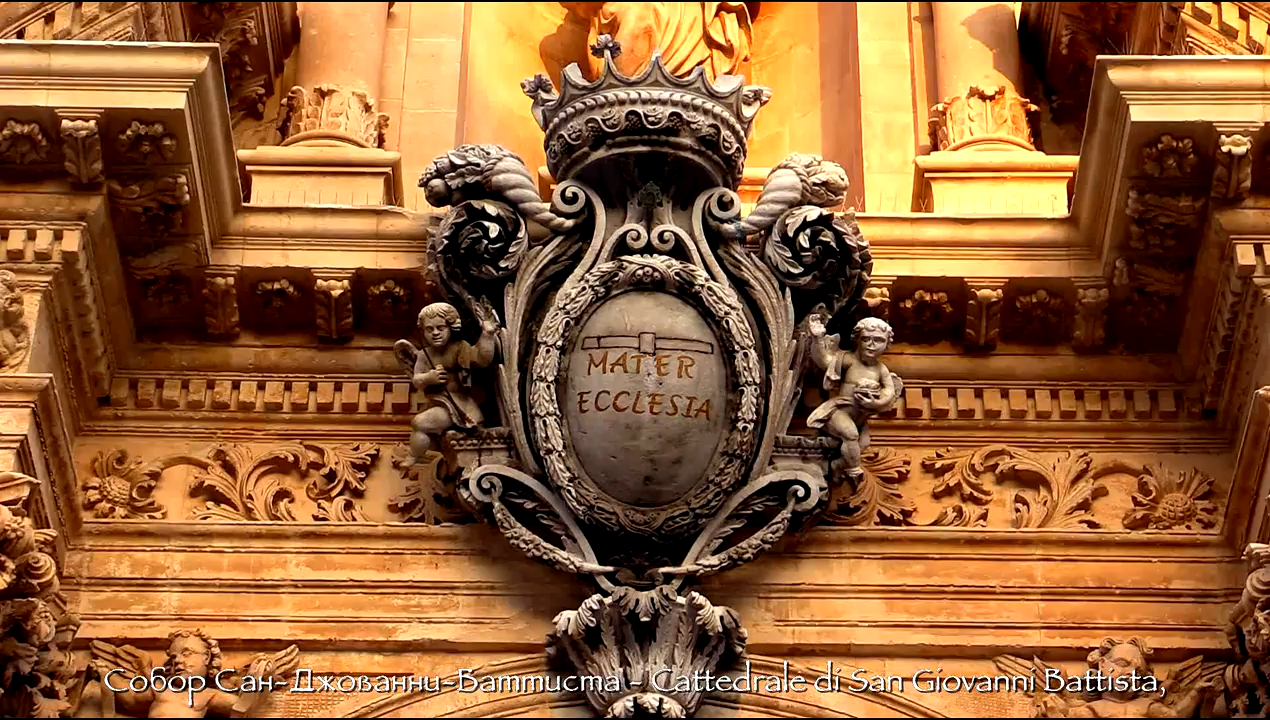 MATER
ECCLESIA
Собор Сан-Джованни-Баттиста - Cattedrale di San Giovanni Battista,